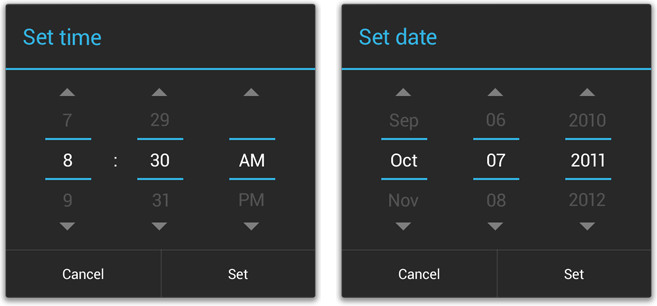 Set time
7 29
8 : 30 AM
9 31 PM
Cancel Set
Set date
Sep 06 2010
Oct 07 2011
Nov 08 2012
Cancel Set